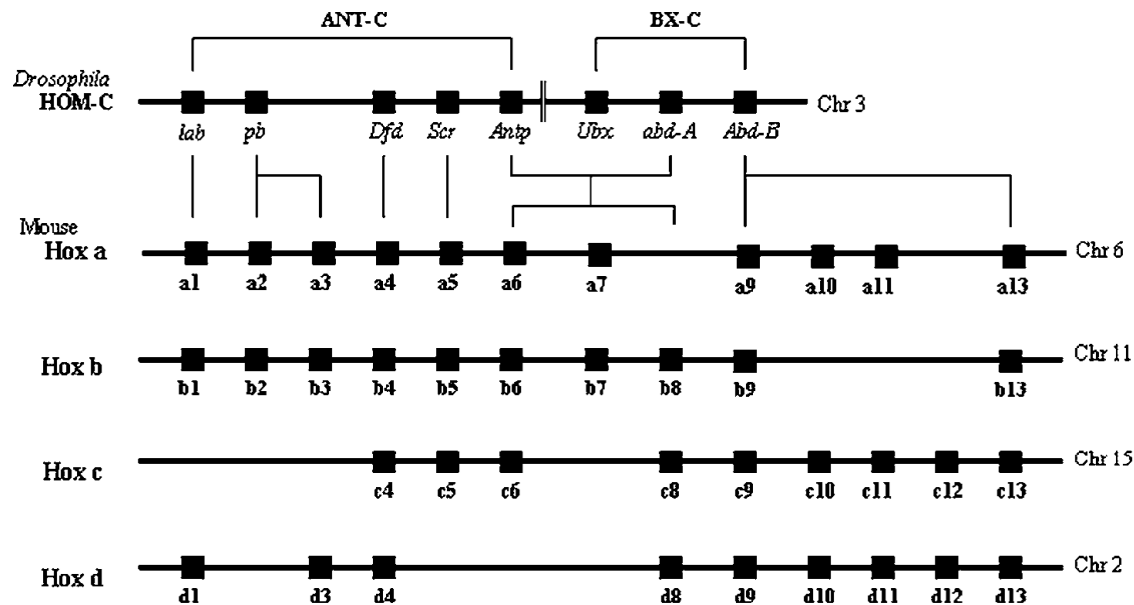 ANT-C BX-C
Drosophila
HOM-C Chr 3
lab pb Dfd Scr Antp Ubx abd-A Abd-B
Mouse
Hox a Chr 6
a1 a2 a3 a4 a5 a6 a7 a9 a10 a11 a13
Hox b Chr 11
b1 b2 b3 b4 b5 b6 b7 b8 b9 b13
Hox c Chr 15
c4 c5 c6 c8 c9 c10 c11 c12 c13
Hox d Chr 2
d1 d3 d4 d8 d9 d10 d11 d12 d13